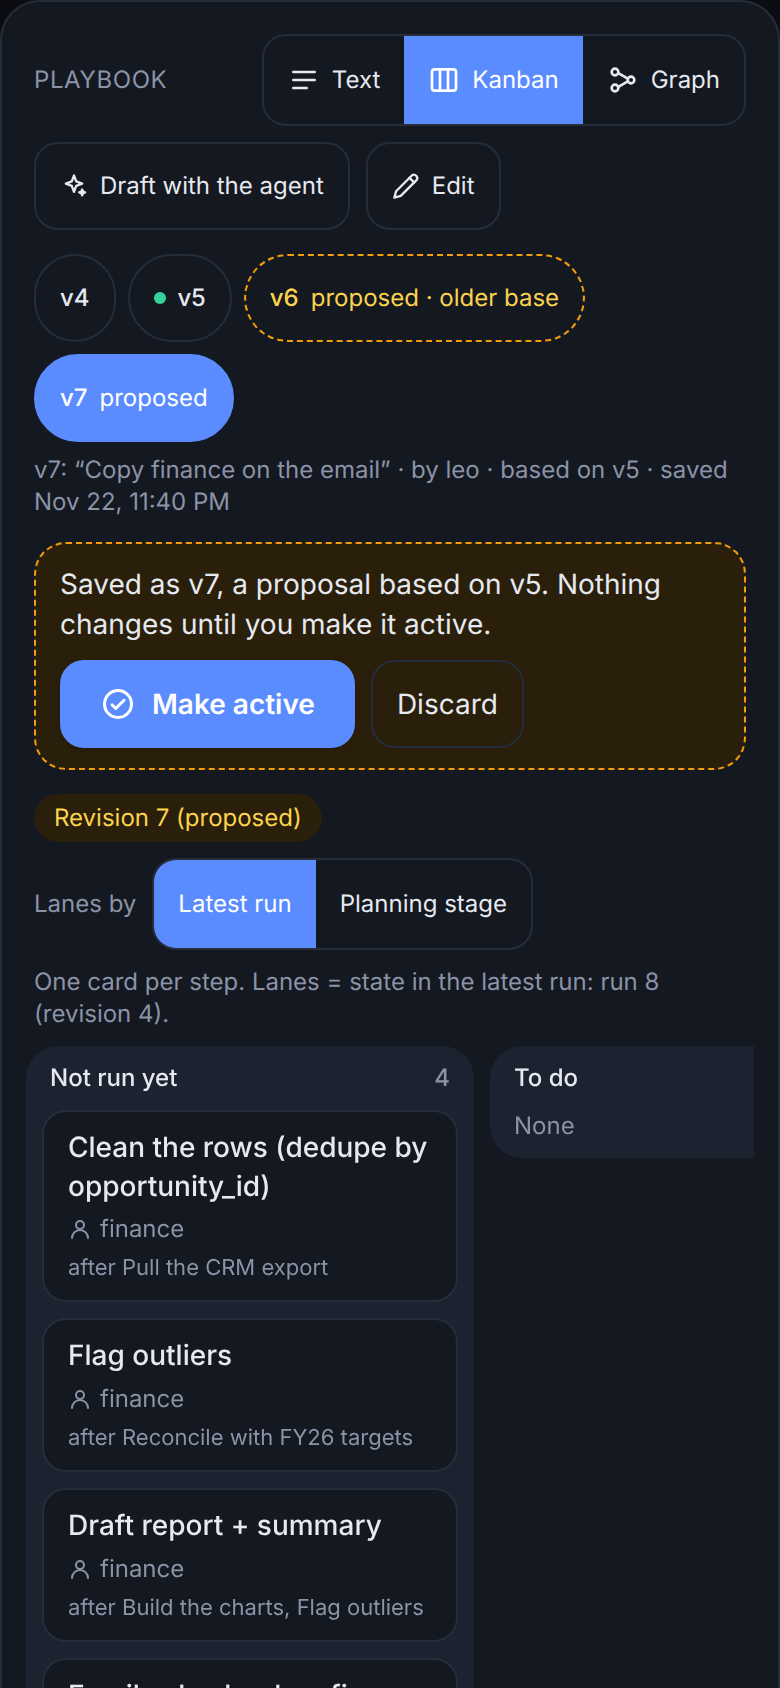 PLAYBOOK
Text
Kanban
Graph
Draft with the agent
Edit
v4
v5
v6 proposed · older base
v7 proposed
v7: “Copy finance on the email” · by leo · based on v5 · saved
Nov 22, 11:40 PM
Saved as v7, a proposal based on v5. Nothing
changes until you make it active.
Make active
Discard
Revision 7 (proposed)
Lanes by
Latest run
Planning stage
One card per step. Lanes = state in the latest run: run 8
(revision 4).
Not run yet 4
Clean the rows (dedupe by
opportunity_id)
finance
after Pull the CRM export
Flag outliers
finance
after Reconcile with FY26 targets
Draft report + summary
finance
after Build the charts, Flag outliers
To do
None